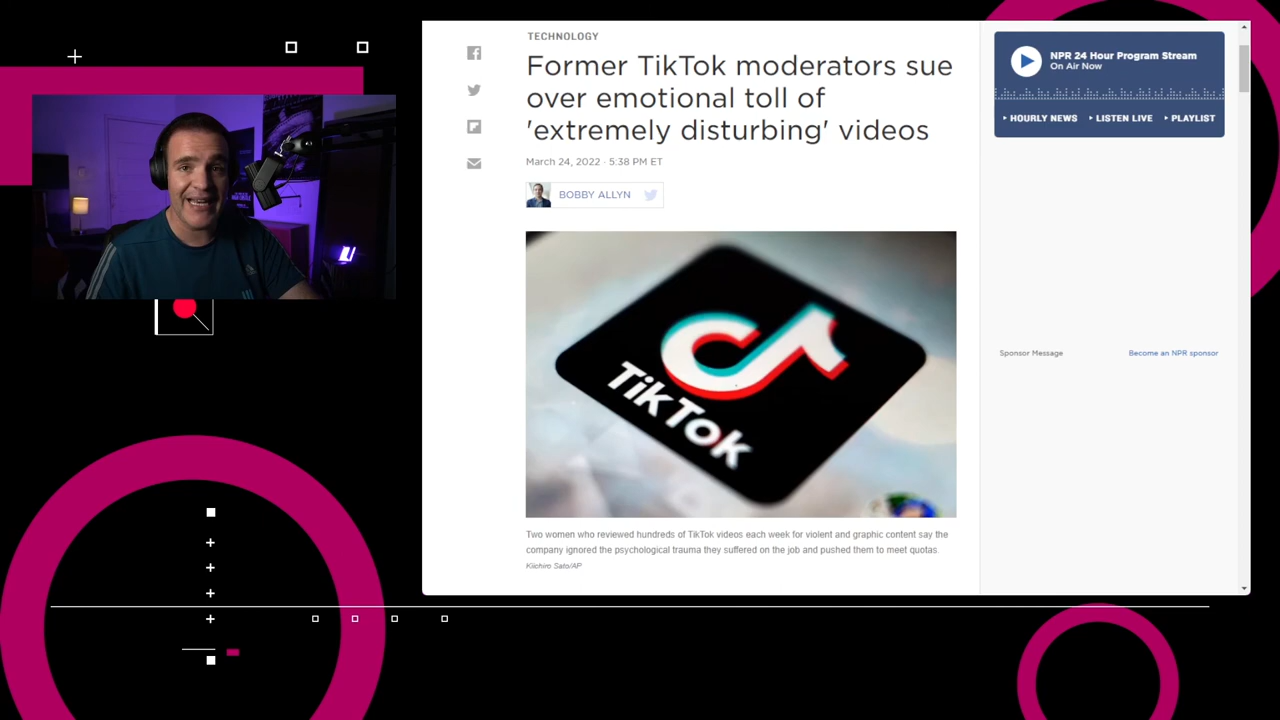 TECHNOLOGY
Former TikTok moderators sue
over emotional toll of
'extremely disturbing' videos
March 24, 2022 · 5:38 PM ET
BOBBY ALLYN
TikTok
Two women who reviewed hundreds of TikTok videos each week for violent and graphic content say the
company ignored the psychological trauma they suffered on the job and pushed them to meet quotas.
Kiichiro Sato/AP
NPR 24 Hour Program Stream
On Air Now
HOURLY NEWS LISTEN LIVE PLAYLIST
Sponsor Message
Become an NPR sponsor